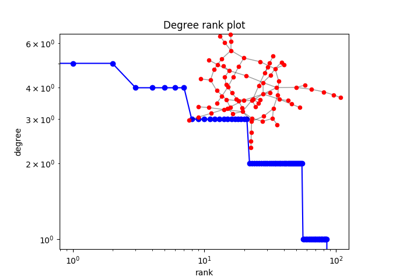 Degree rank plot
6 × 10⁰
4 × 10⁰
3 × 10⁰
2 × 10⁰
10⁰
degree
10⁰ 10¹ 10²
rank